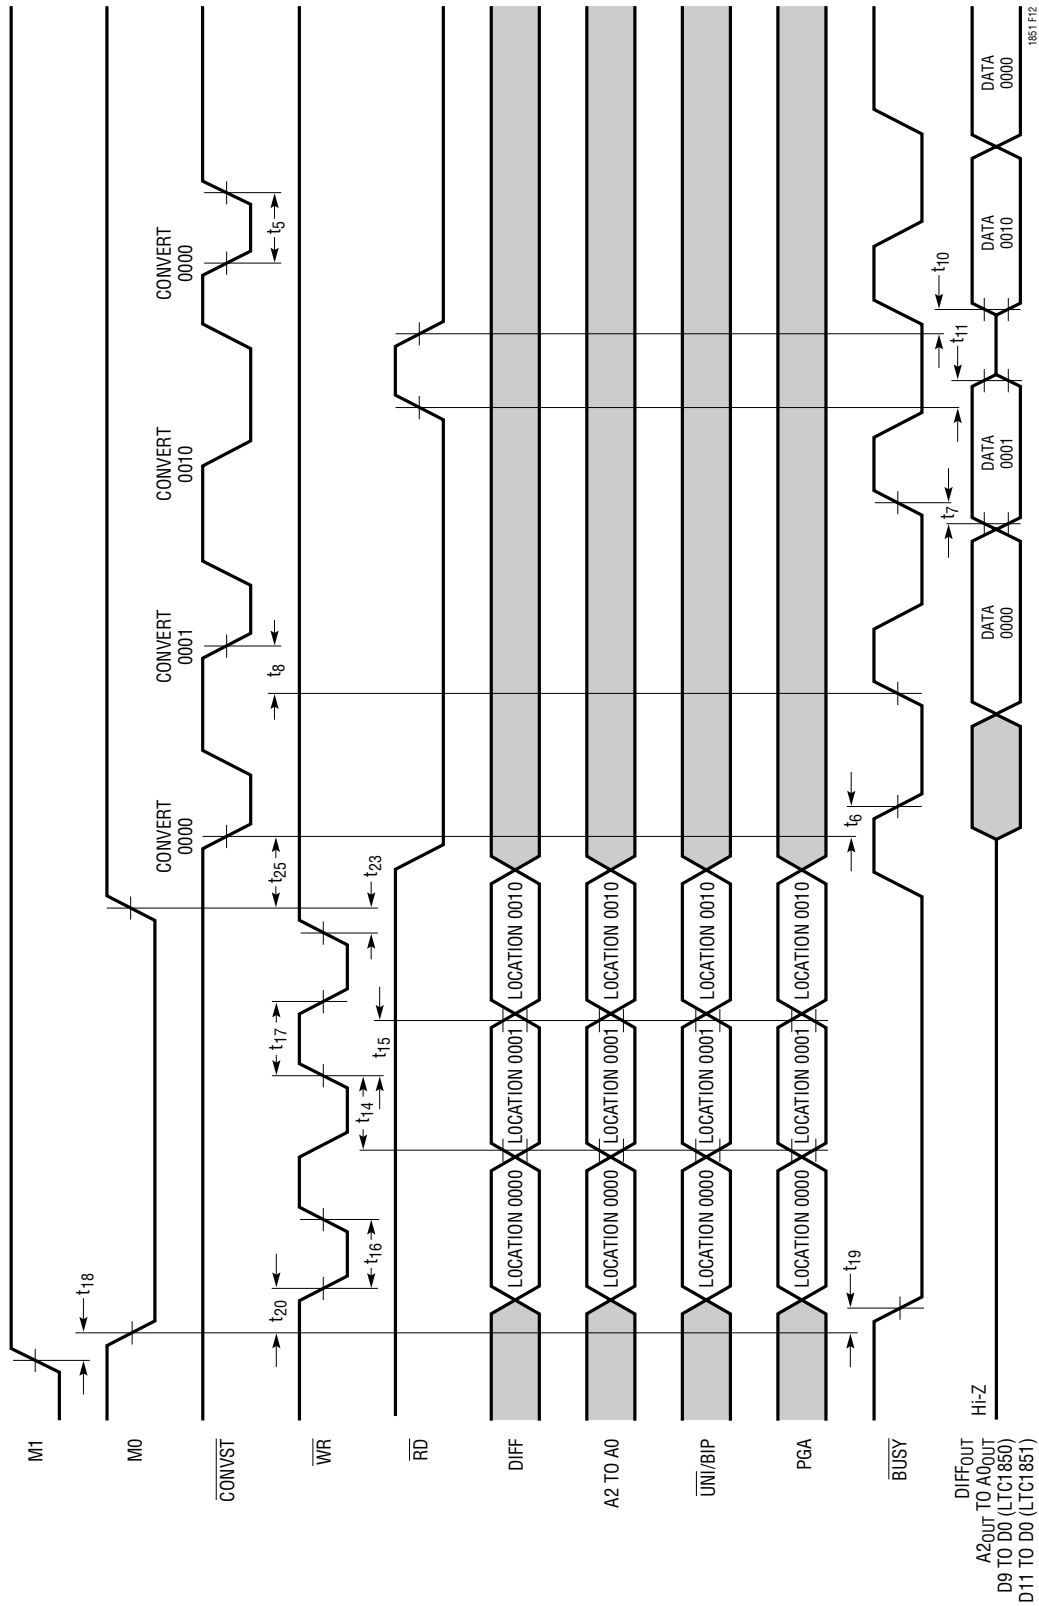 M1
t18
M0
CONVERT
0000
CONVERT
0001
CONVERT
0010
CONVERT
0000
CONVST
t20
t17
t25
t8
t5
WR
t16
t14
t15
t23
RD
DIFF
LOCATION 0000
LOCATION 0001
LOCATION 0010
A2 TO A0
LOCATION 0000
LOCATION 0001
LOCATION 0010
UNI/BIP
LOCATION 0000
LOCATION 0001
LOCATION 0010
PGA
LOCATION 0000
LOCATION 0001
LOCATION 0010
t19
t6
BUSY
t7
t11
t10
Hi-Z
DIFFOUT
A2OUT TO A0OUT
D9 TO D0 (LTC1850)
D11 TO D0 (LTC1851)
DATA
0000
DATA
0001
DATA
0010
DATA
0000
1851 F12